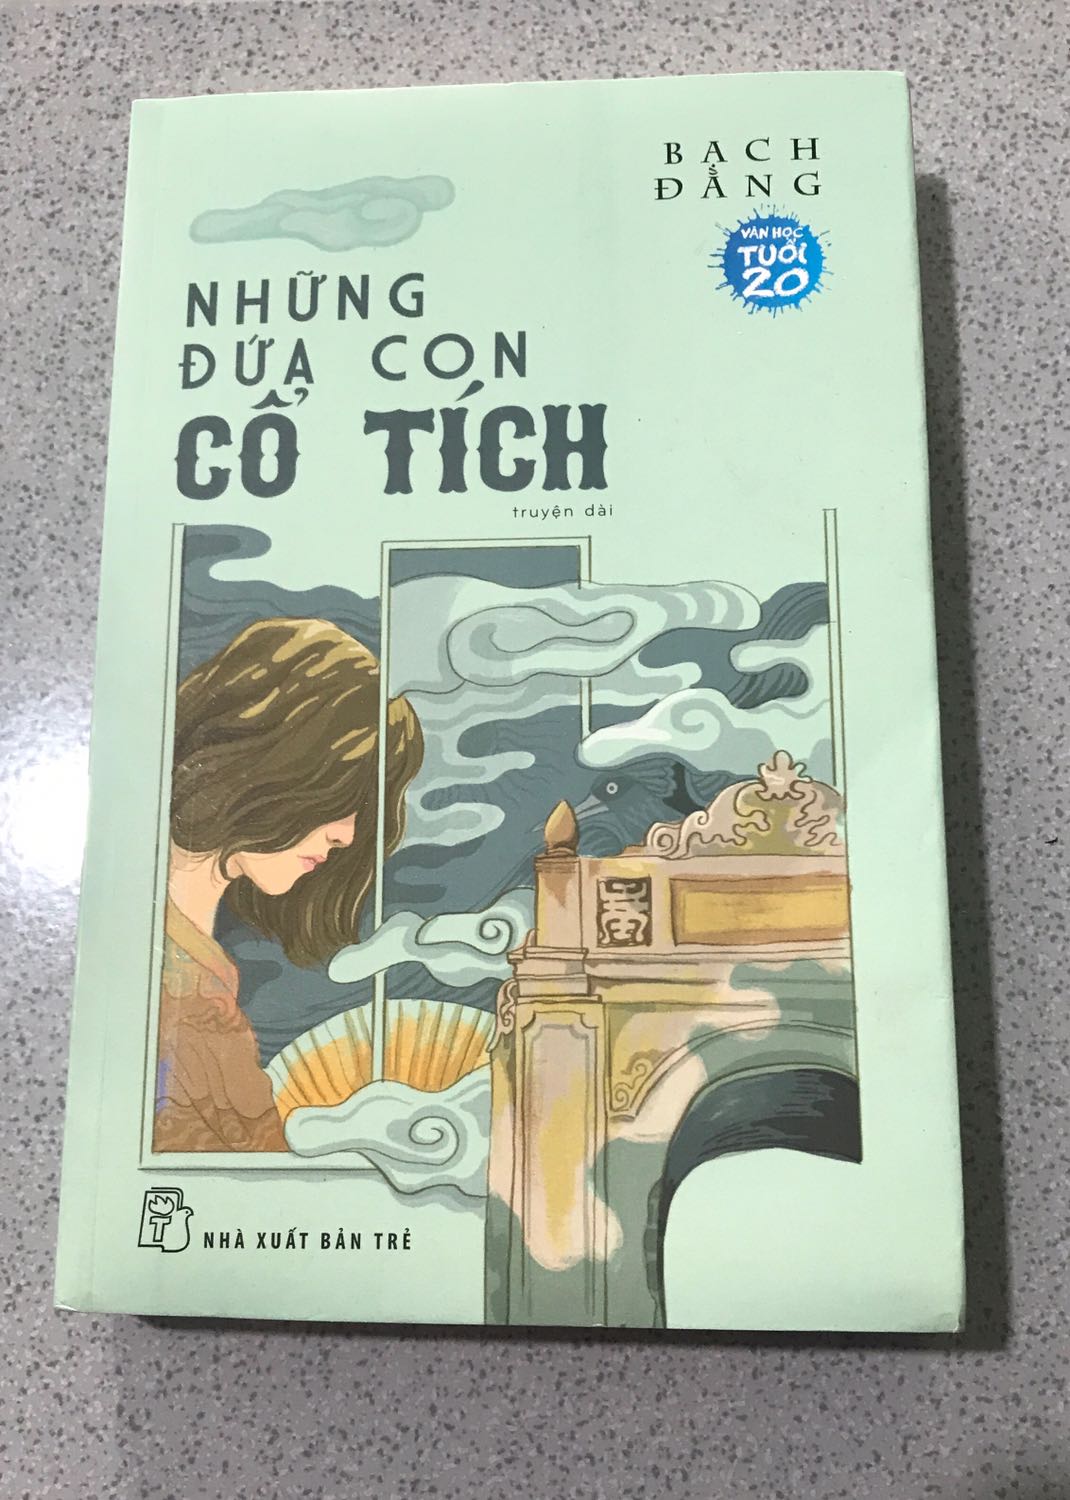 BẠCH
ĐẰNG
VĂN HỌC
TUỔI
20
NHỮNG
ĐỨA CON
CỔ TÍCH
truyện dài
T
NHÀ XUẤT BẢN TRẺ